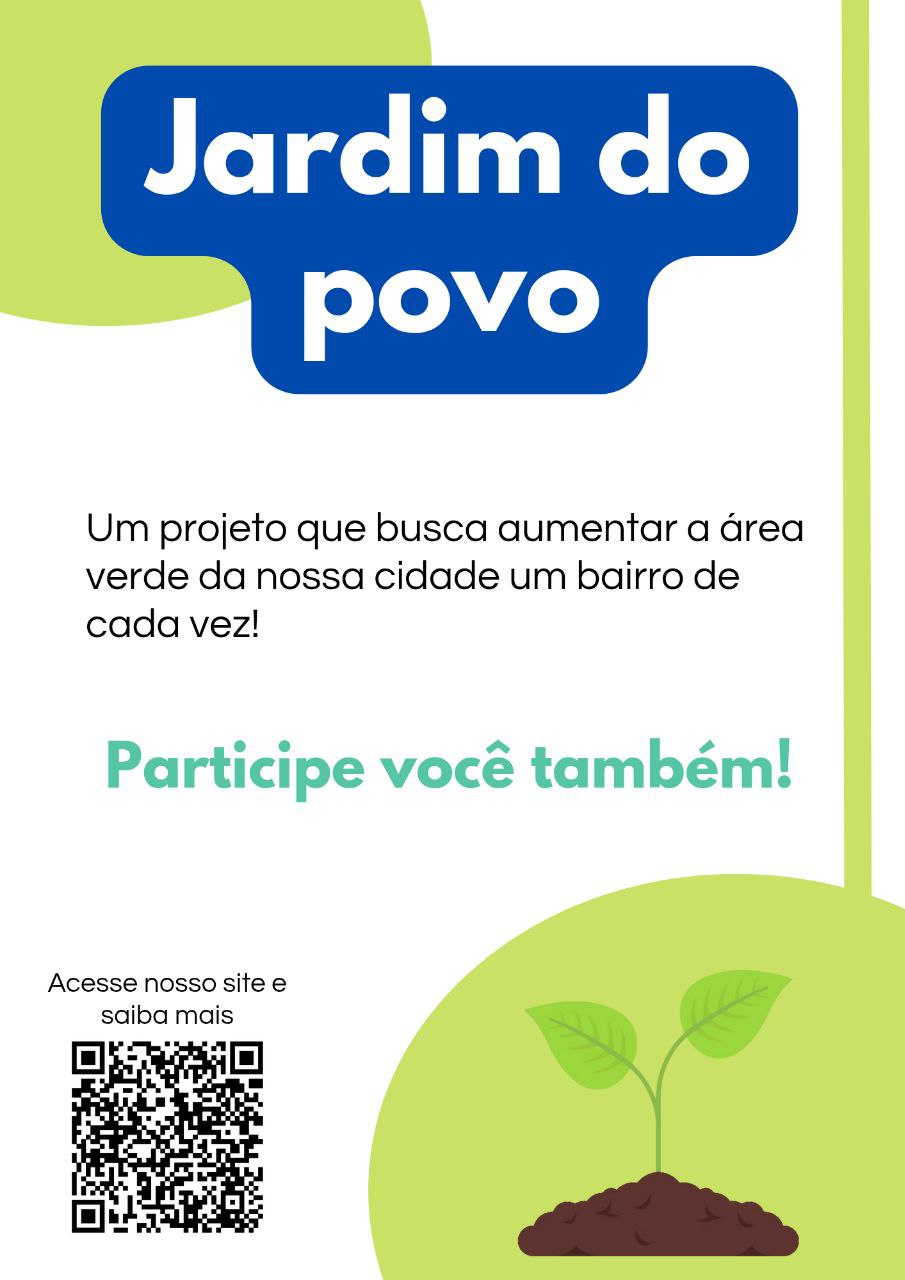 Jardim do
povo
Um projeto que busca aumentar a área
verde da nossa cidade um bairro de
cada vez!
Participe você também!
Acesse nosso site e
saiba mais